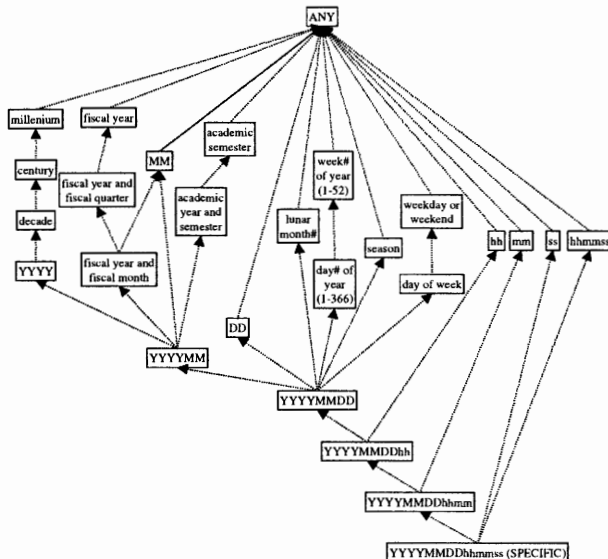 ANY
millenium
fiscal year
MM
academic
semester
century
fiscal year and
fiscal quarter
academic
year and
semester
week#
of year
(1-52)
lunar
month#
weekday or
weekend
hh
mm
ss
hhmmss
decade
season
YYYY
fiscal year and
fiscal month
day# of
year
(1-366)
day of week
DD
YYYYMM
YYYYMMDD
YYYYMMDDhh
YYYYMMDDhhmm
YYYYMMDDhhmmss (SPECIFIC)